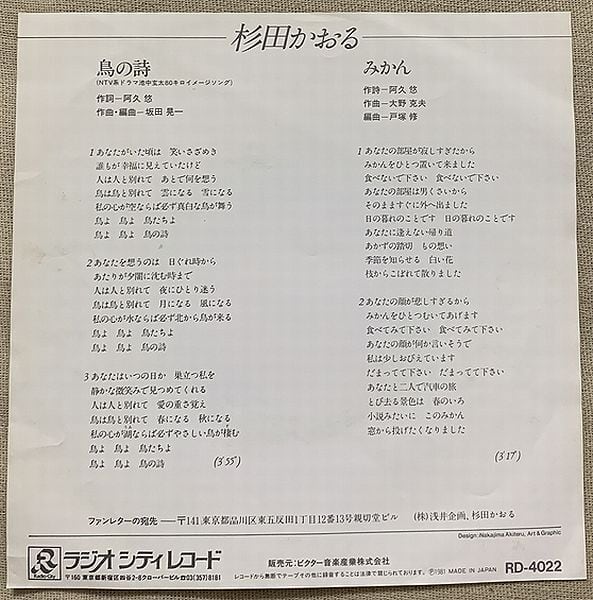 杉田かおる
鳥の詩
(NTV系ドラマ池中玄太80キロイメージソング)
作詞―阿久 悠
作曲・編曲―坂田 晃一
1 あなたがいた頃は 笑いさざめき
誰もが幸福に見えていたけど
人は人と別れて あとで何を想う
鳥は鳥と別れて 雲になる 雪になる
私の心が空ならば必ず真白な鳥が舞う
鳥よ 鳥よ 鳥たちよ
鳥よ 鳥よ 鳥の詩
2 あなたを想うのは 日ぐれ時から
あたりが夕闇に沈む時まで
人は人と別れて 夜にひとり迷う
鳥は鳥と別れて 月になる 風になる
私の心が水ならば必ず北から鳥が来る
鳥よ 鳥よ 鳥たちよ
鳥よ 鳥よ 鳥の詩
3 あなたはいつの日か 巣立つ私を
静かな微笑みで見つめてくれる
人は人と別れて 愛の重さ覚え
鳥は鳥と別れて 春になる 秋になる
私の心が湖ならば必ずやさしい鳥が棲む
鳥よ 鳥よ 鳥たちよ
鳥よ 鳥よ 鳥の詩 (3′55″)
みかん
作詩―阿久 悠
作曲―大野 克夫
編曲―戸塚 修
1 あなたの部屋が寂しすぎたから
みかんをひとつ置いて来ました
食べないで下さい 食べないで下さい
あなたの部屋は男くさいから
そのまますぐに外へ出ました
日の暮れのことです 日の暮れのことです
あなたに逢えない帰り道
あかずの踏切 もの想い
季節を知らせる 白い花
枝からこぼれて散りました
2 あなたの顔が悲しすぎるから
みかんをひとつむいてあげます
食べてみて下さい 食べてみて下さい
あなたの顔が何か言いそうで
私は少しおびえています
だまってて下さい だまってて下さい
あなたと二人で汽車の旅
とび去る景色は 春のいろ
小説みたいに このみかん
窓から投げたくなりました
(3′17″)
ファンレターの宛先――〒141 東京都品川区東五反田1丁目12番13号親切堂ビル (株)浅井企画, 杉田かおる
Design:Nakajima Akiteru, Art & Graphic
Radio City
ラジオシティレコード
〒160 東京都新宿区四谷2-8クローバービル☎03(357)8181
販売元:ビクター音楽産業株式会社
レコードから無断でテープその他に録音することは法律で禁じられております。
Ⓟ1981 MADE IN JAPAN
RD-4022